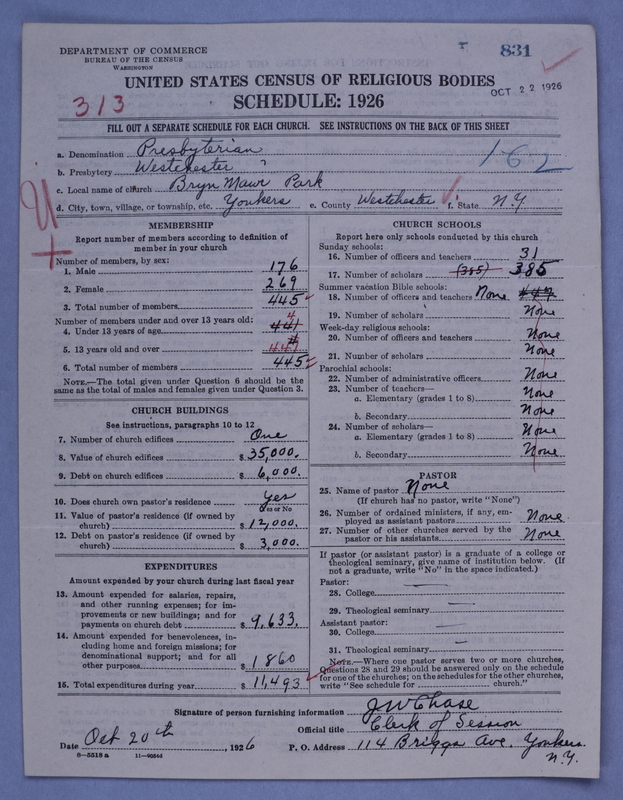 831
DEPARTMENT OF COMMERCE
BUREAU OF THE CENSUS
WASHINGTON
UNITED STATES CENSUS OF RELIGIOUS BODIES
OCT 22 1926
313
SCHEDULE: 1926
FILL OUT A SEPARATE SCHEDULE FOR EACH CHURCH. SEE INSTRUCTIONS ON THE BACK OF THIS SHEET
a. Denomination Presbyterian
162
b. Presbytery Westchester
c. Local name of church Bryn Mawr Park
d. City, town, village, or township, etc. Yonkers e. County Westchester f. State N.Y.
MEMBERSHIP
Report number of members according to definition of
member in your church
Number of members, by sex:
1. Male 176
2. Female 269
3. Total number of members 445
Number of members under and over 13 years old:
4. Under 13 years of age 441 4
5. 13 years old and over 441
6. Total number of members 445
NOTE.—The total given under Question 6 should be the
same as the total of males and females given under Question 3.
CHURCH BUILDINGS
See instructions, paragraphs 10 to 12
7. Number of church edifices One
8. Value of church edifices $35,000.
9. Debt on church edifices $6,000.
10. Does church own pastor's residence Yes
Yes or No
11. Value of pastor's residence (if owned by
church) $12,000.
12. Debt on pastor's residence (if owned by
church) $3,000.
EXPENDITURES
Amount expended by your church during last fiscal year
13. Amount expended for salaries, repairs,
and other running expenses; for im-
provements or new buildings; and for
payments on church debt $9,633.
14. Amount expended for benevolences, in-
cluding home and foreign missions; for
denominational support; and for all
other purposes $1860
15. Total expenditures during year $11,493
CHURCH SCHOOLS
Report here only schools conducted by this church
Sunday schools:
16. Number of officers and teachers 31
17. Number of scholars (385) 385
Summer vacation Bible schools:
18. Number of officers and teachers None
19. Number of scholars None
Week-day religious schools:
20. Number of officers and teachers None
21. Number of scholars None
Parochial schools:
22. Number of administrative officers None
23. Number of teachers—
a. Elementary (grades 1 to 8) None
b. Secondary None
24. Number of scholars—
a. Elementary (grades 1 to 8) None
b. Secondary None
PASTOR
25. Name of pastor None
(If church has no pastor, write "None")
26. Number of ordained ministers, if any, em-
ployed as assistant pastors None
27. Number of other churches served by the
pastor or his assistants None
If pastor (or assistant pastor) is a graduate of a college or
theological seminary, give name of institution below. (If
not a graduate, write "No" in the space indicated.)
Pastor:
28. College
29. Theological seminary
Assistant pastor:
30. College
31. Theological seminary
NOTE.—Where one pastor serves two or more churches,
Questions 28 and 29 should be answered only on the schedule
for one of the churches; on the schedules for the other churches,
write "See schedule for church."
Signature of person furnishing information J W Chase
Official title Clerk of Session
Date Oct 20th, 1926 P. O. Address 114 Briggs Ave. Yonkers
N.Y.
8—5518a 11—90546